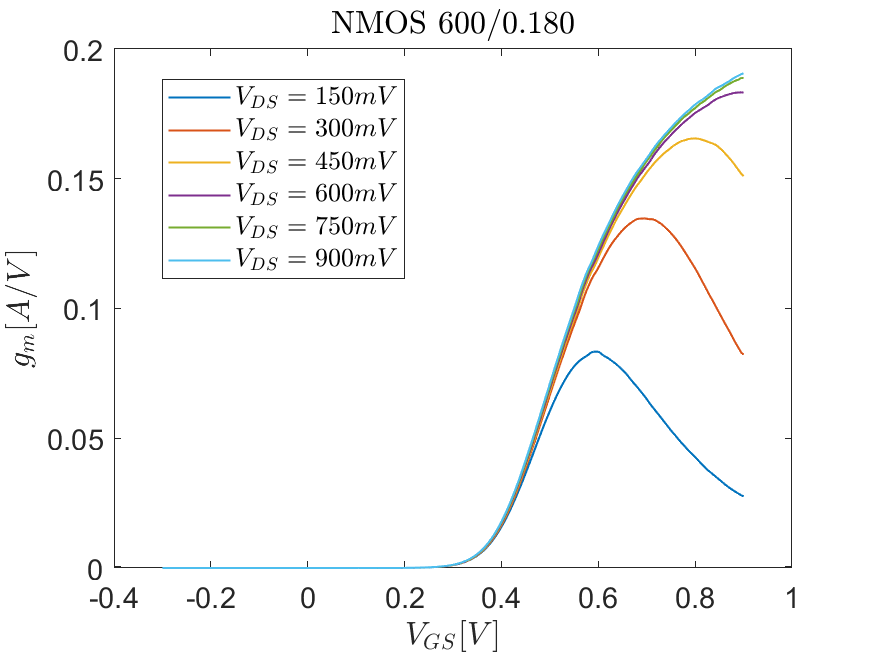 NMOS 600/0.180
0.2
0.15
0.1
0.05
0
g_m[A/V]
V_DS = 150mV
V_DS = 300mV
V_DS = 450mV
V_DS = 600mV
V_DS = 750mV
V_DS = 900mV
-0.4 -0.2 0 0.2 0.4 0.6 0.8 1
V_GS[V]